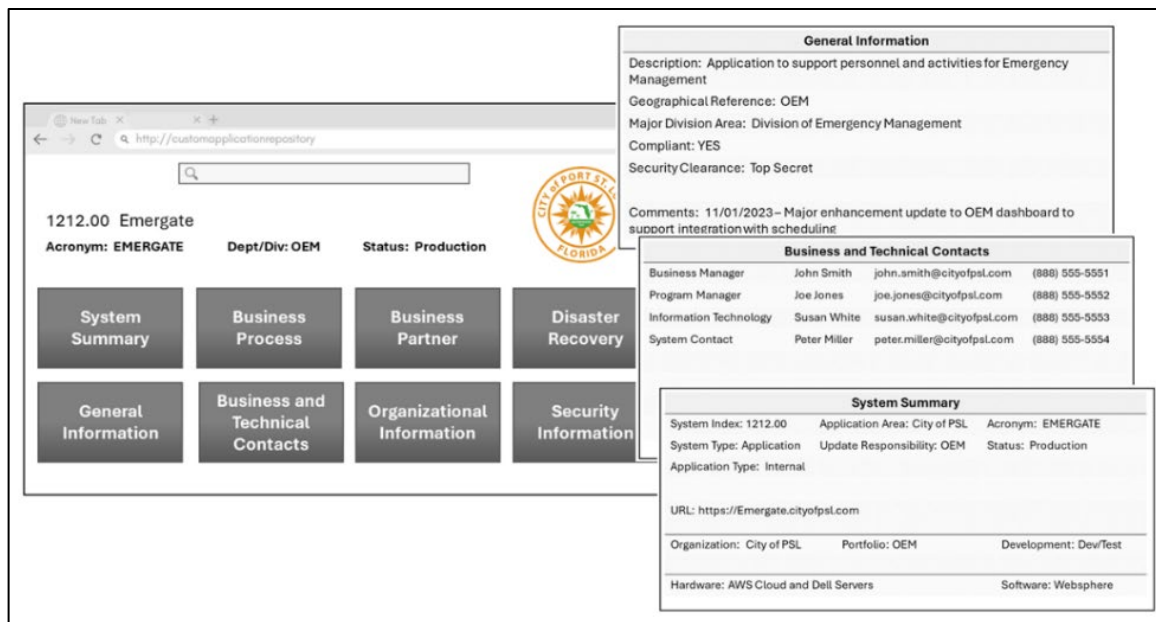 New Tab
http://customapplicationrepository
CITY of PORT ST. LU
FLORIDA
1212.00 Emergate
Acronym: EMERGATE Dept/Div: OEM Status: Production
System
Summary
Business
Process
Business
Partner
Disaster
Recovery
General
Information
Business and
Technical
Contacts
Organizational
Information
Security
Information
General Information
Description: Application to support personnel and activities for Emergency
Management
Geographical Reference: OEM
Major Division Area: Division of Emergency Management
Compliant: YES
Security Clearance: Top Secret
Comments: 11/01/2023– Major enhancement update to OEM dashboard to
support integration with scheduling
Business and Technical Contacts
Business Manager John Smith john.smith@cityofpsl.com (888) 555-5551
Program Manager Joe Jones joe.jones@cityofpsl.com (888) 555-5552
Information Technology Susan White susan.white@cityofpsl.com (888) 555-5553
System Contact Peter Miller peter.miller@cityofpsl.com (888) 555-5554
System Summary
System Index: 1212.00 Application Area: City of PSL Acronym: EMERGATE
System Type: Application Update Responsibility: OEM Status: Production
Application Type: Internal
URL: https://Emergate.cityofpsl.com
Organization: City of PSL Portfolio: OEM Development: Dev/Test
Hardware: AWS Cloud and Dell Servers Software: Websphere